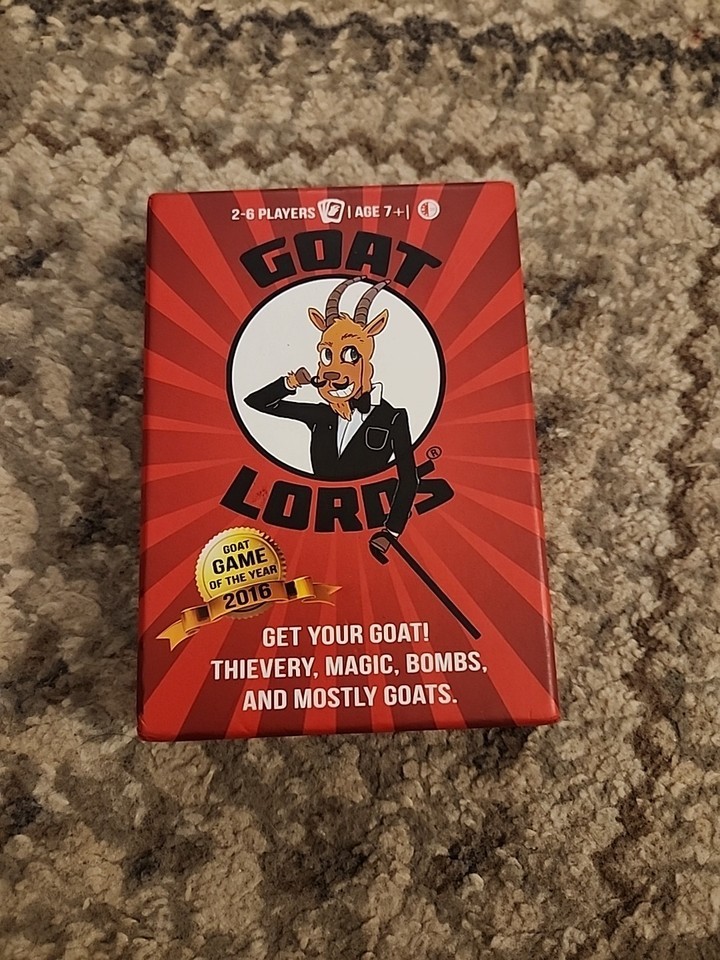 2-6 PLAYERS | AGE 7+|
GOAT
LORDS®
GOAT
GAME
OF THE YEAR
2016
GET YOUR GOAT!
THIEVERY, MAGIC, BOMBS,
AND MOSTLY GOATS.